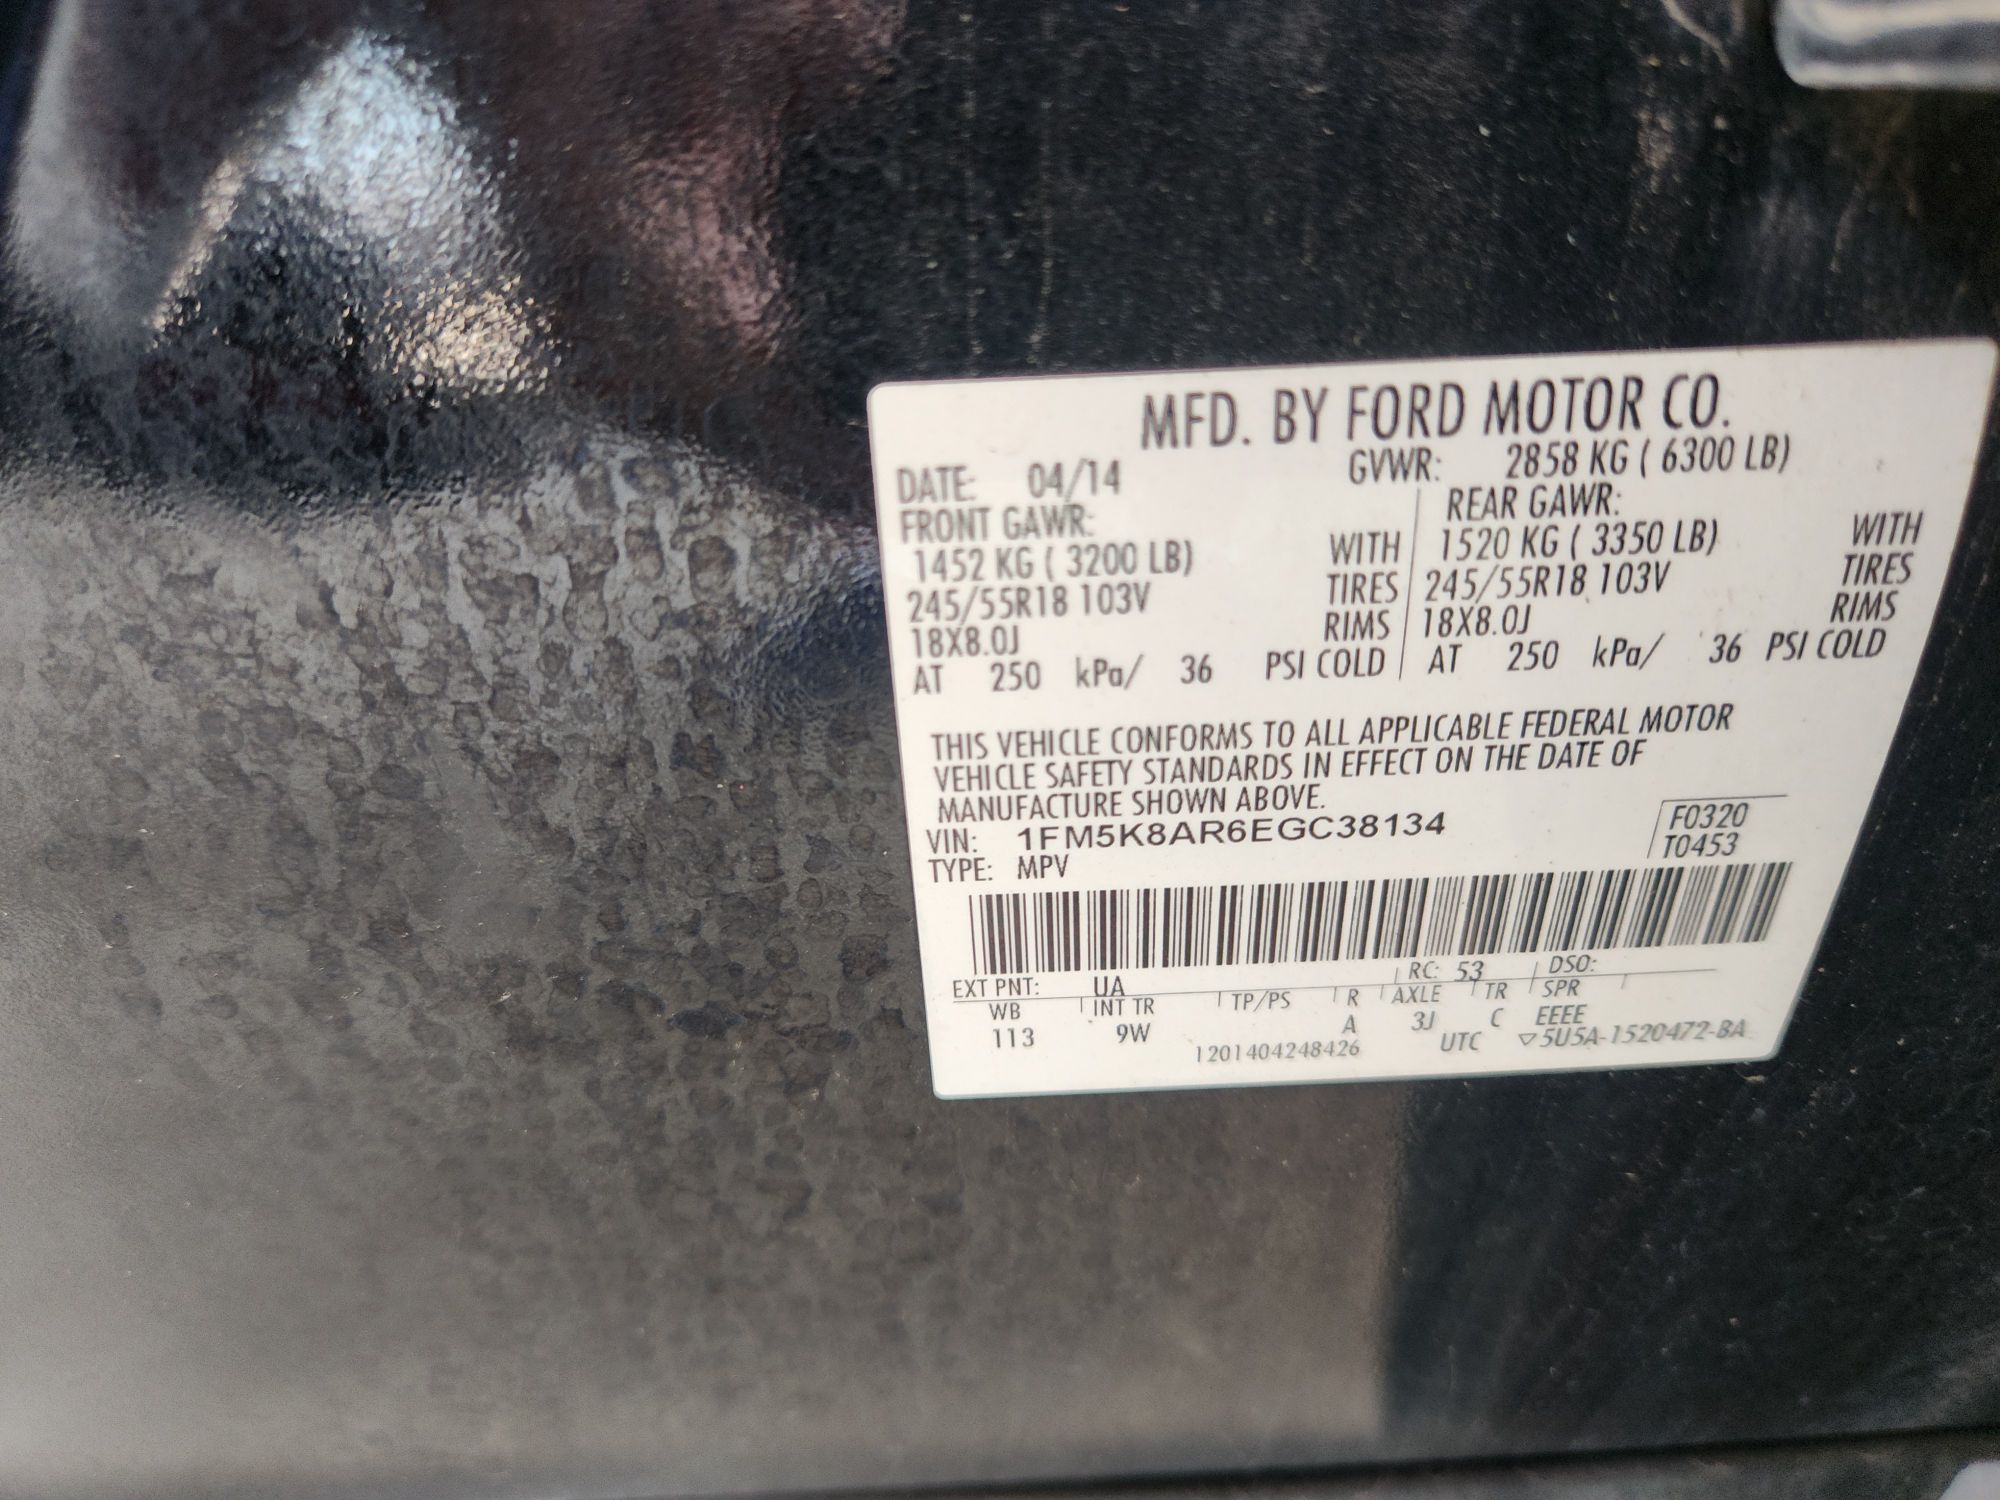 MFD. BY FORD MOTOR CO.
DATE: 04/14 GVWR: 2858 KG ( 6300 LB)
FRONT GAWR: REAR GAWR:
1452 KG ( 3200 LB) WITH 1520 KG ( 3350 LB) WITH
245/55R18 103V TIRES 245/55R18 103V TIRES
18X8.0J RIMS 18X8.0J RIMS
AT 250 kPa/ 36 PSI COLD AT 250 kPa/ 36 PSI COLD
THIS VEHICLE CONFORMS TO ALL APPLICABLE FEDERAL MOTOR
VEHICLE SAFETY STANDARDS IN EFFECT ON THE DATE OF
MANUFACTURE SHOWN ABOVE.
VIN: 1FM5K8AR6EGC38134 F0320
TYPE: MPV T0453
EXT PNT: UA RC: 53 DSO:
WB INT TR TP/PS R AXLE TR SPR
113 9W A 3J C EEEE
1201404248426 UTC ▽5U5A-1520472-BA